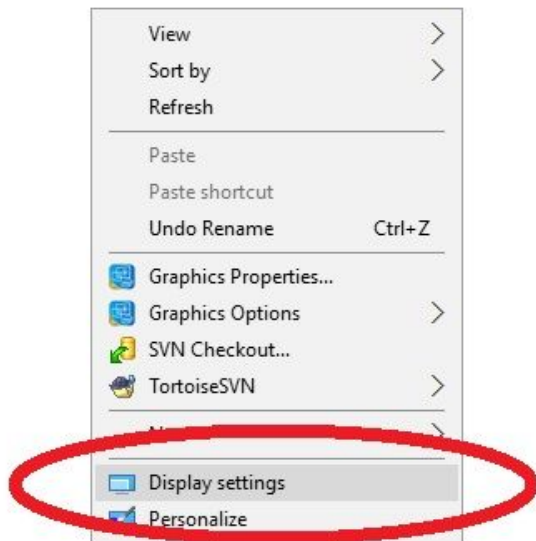 View
Sort by
Refresh
Paste
Paste shortcut
Undo Rename Ctrl+Z
Graphics Properties...
Graphics Options
SVN Checkout...
TortoiseSVN
Display settings
Personalize